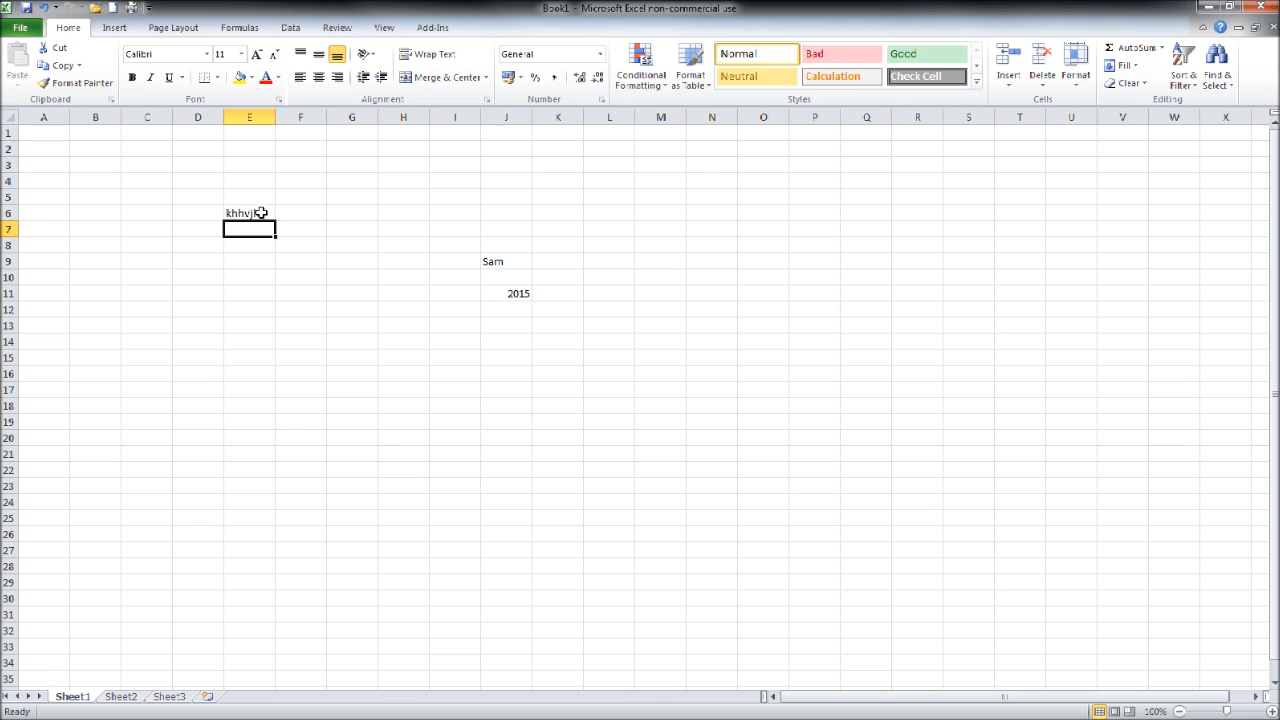 Book1 - Microsoft Excel non-commercial use
File Home Insert Page Layout Formulas Data Review View Add-Ins
Cut
Copy
Format Painter
Paste
Clipboard
Calibri 11
B I U
Font
Wrap Text
Merge & Center
Alignment
General
Number
Conditional Formatting
Format as Table
Normal Bad Good
Neutral Calculation Check Cell
Styles
Insert Delete Format
Cells
AutoSum
Fill
Clear
Sort & Filter
Find & Select
Editing
A B C D E F G H I J K L M N O P Q R S T U V W X
1
2
3
4
5
6
7
8
9 Sam
10
11 2015
12
13
14
15
16
17
18
19
20
21
22
23
24
25
26
27
28
29
30
31
32
33
34
35
Sheet1 Sheet2 Sheet3
Ready 100%